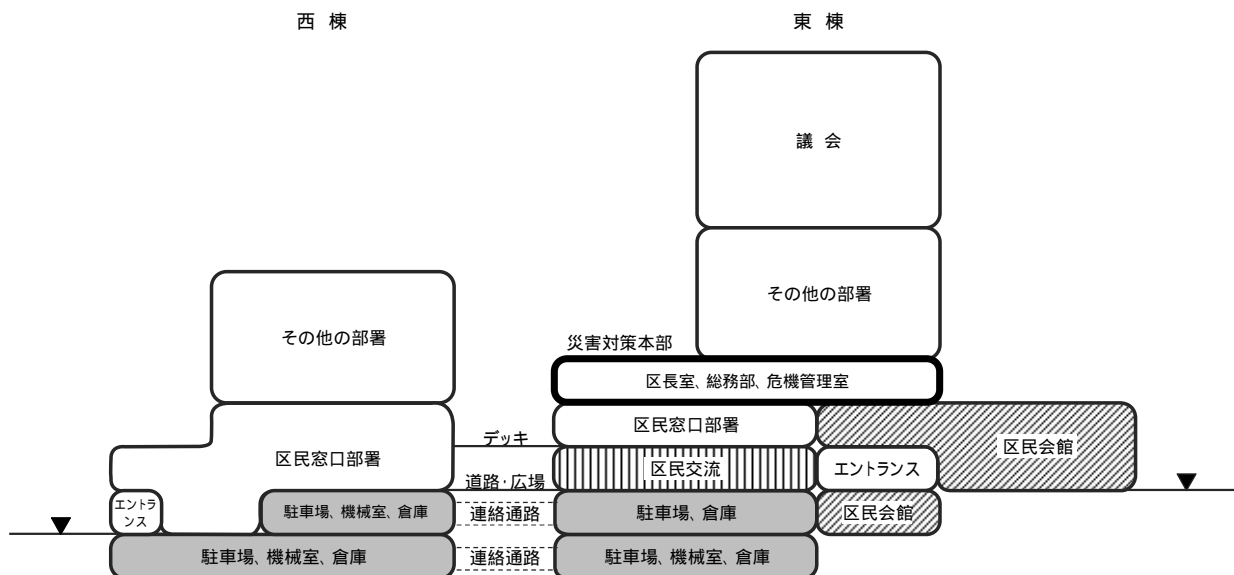 西 棟
東 棟
議 会
その他の部署
その他の部署
災害対策本部
区長室、総務部、危機管理室
区民窓口部署
デッキ
区民窓口部署
区民会館
区民交流
エントランス
道路・広場
エントラ
ンス
駐車場、機械室、倉庫
連絡通路
駐車場、倉庫
区民会館
駐車場、機械室、倉庫
連絡通路
駐車場、機械室、倉庫